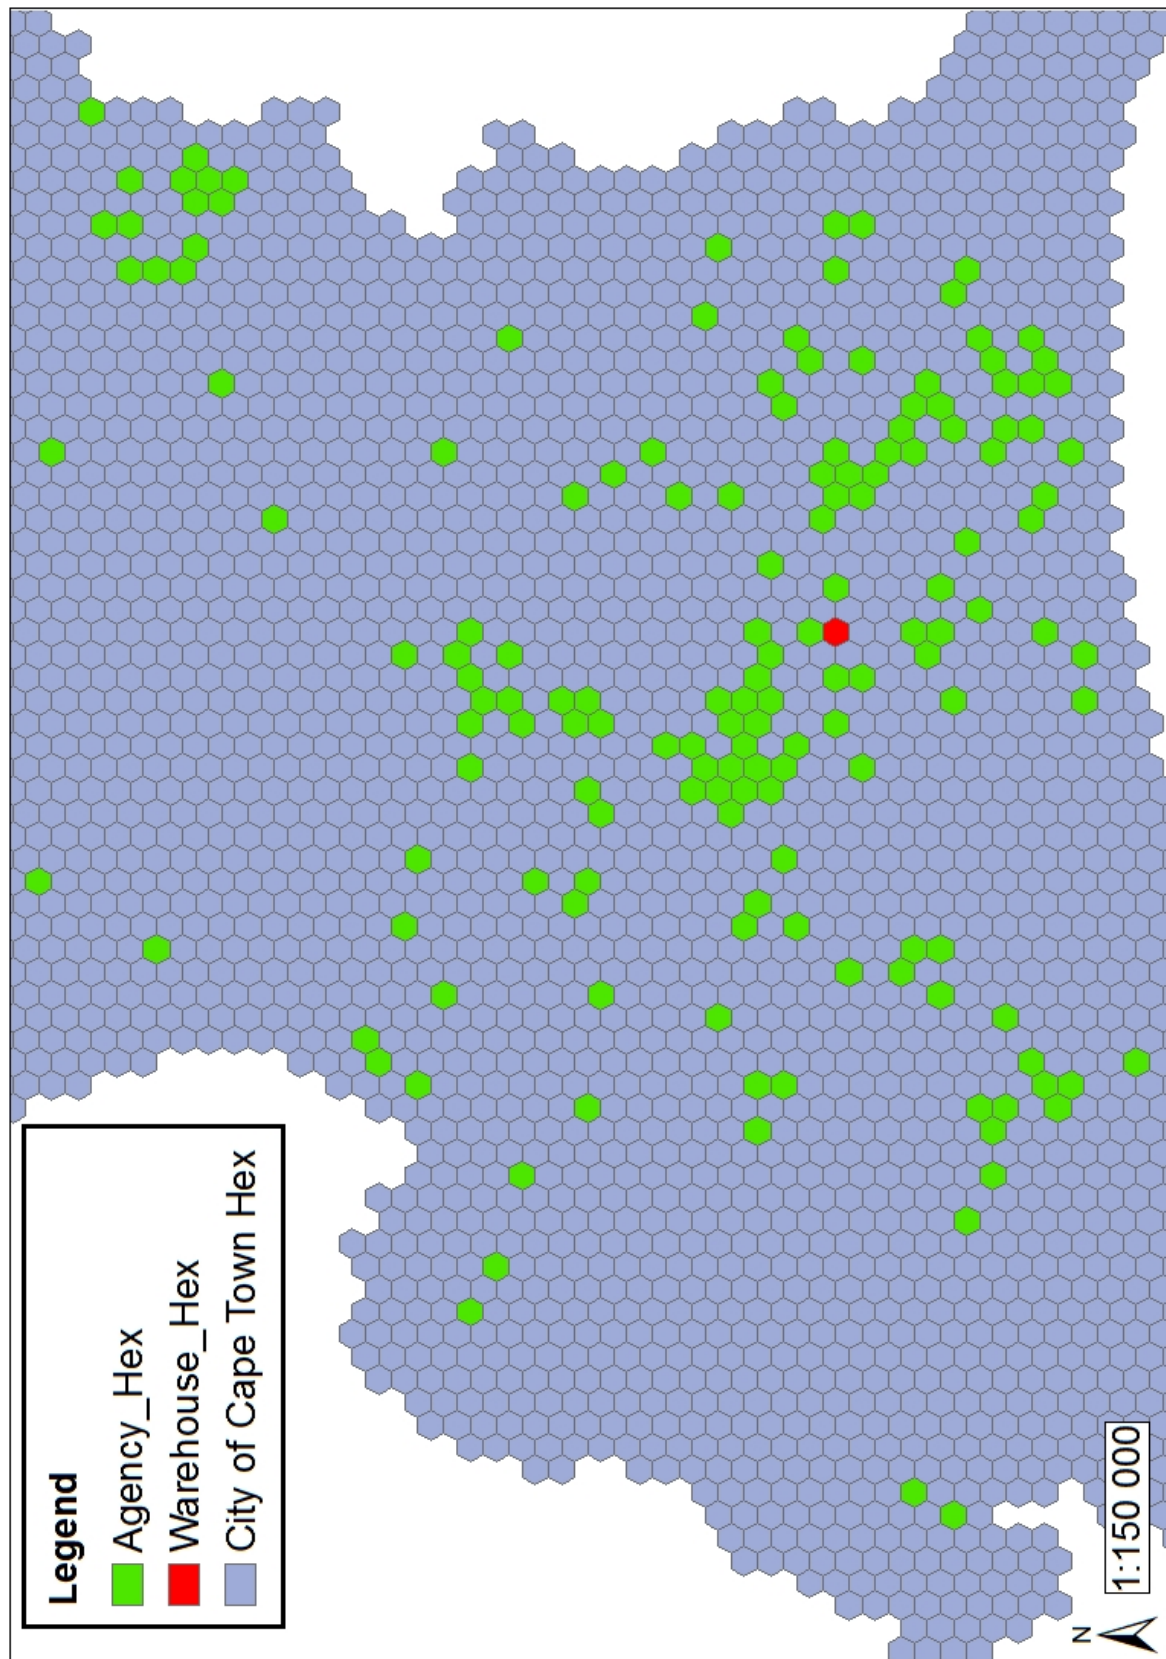 Legend
Agency_Hex
Warehouse_Hex
City of Cape Town Hex
1:150 000
N